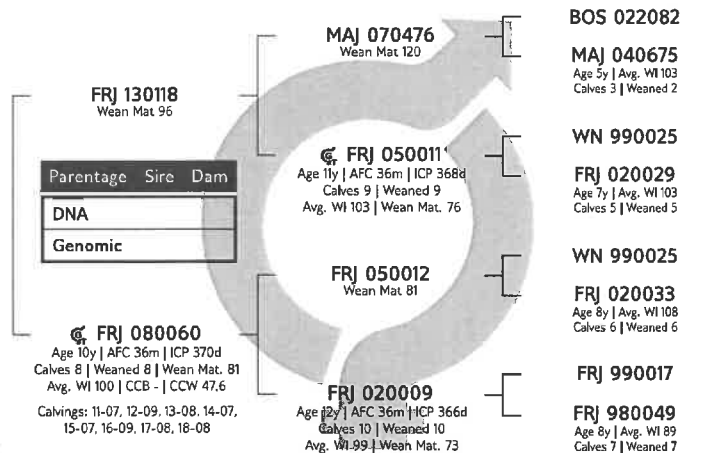 FRJ 130118
Wean Mat 96
Parentage Sire Dam
DNA
Genomic
FRJ 080060
Age 10y | AFC 36m | ICP 370d
Calves 8 | Weaned 8 | Wean Mat. 81
Avg. WI 100 | CCB - | CCW 47.6
Calvings: 11-07, 12-09, 13-08, 14-07,
15-07, 16-09, 17-08, 18-08
MAJ 070476
Wean Mat 120
FRJ 050011
Age 11y | AFC 36m | ICP 368d
Calves 9 | Weaned 9
Avg. WI 103 | Wean Mat. 76
FRJ 050012
Wean Mat 81
FRJ 020009
Age 12y | AFC 36m | ICP 366d
Calves 10 | Weaned 10
Avg. WI 99 | Wean Mat. 73
BOS 022082
MAJ 040675
Age 5y | Avg. WI 103
Calves 3 | Weaned 2
WN 990025
FRJ 020029
Age 7y | Avg. WI 103
Calves 5 | Weaned 5
WN 990025
FRJ 020033
Age 8y | Avg. WI 108
Calves 6 | Weaned 6
FRJ 990017
FRJ 980049
Age 8y | Avg. WI 89
Calves 7 | Weaned 7